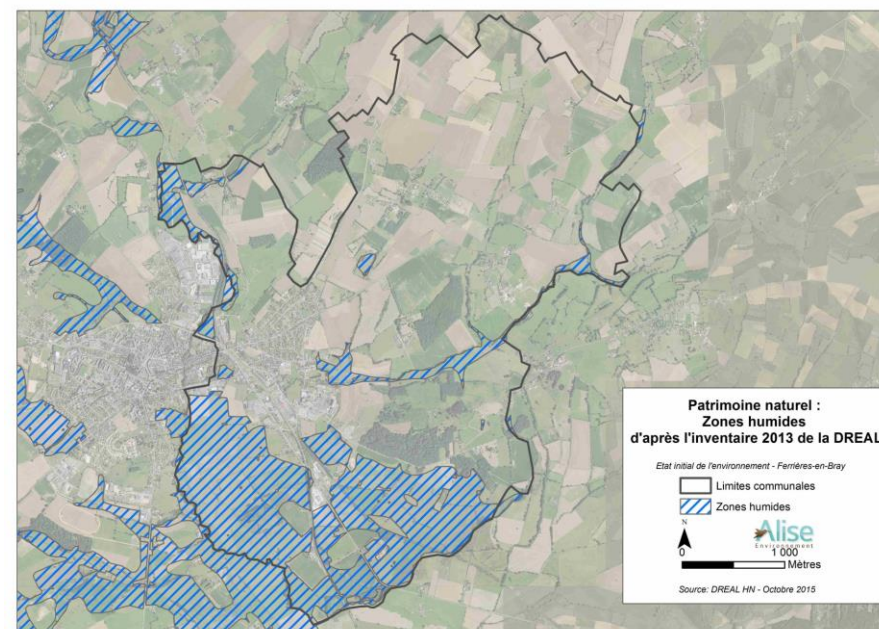 Patrimoine naturel :
Zones humides
d'après l'inventaire 2013 de la DREAL
Etat initial de l'environnement - Ferrières-en-Bray
Limites communales
Zones humides
N
Alise
Environnement
0 1 000
Mètres
Source: DREAL HN - Octobre 2015